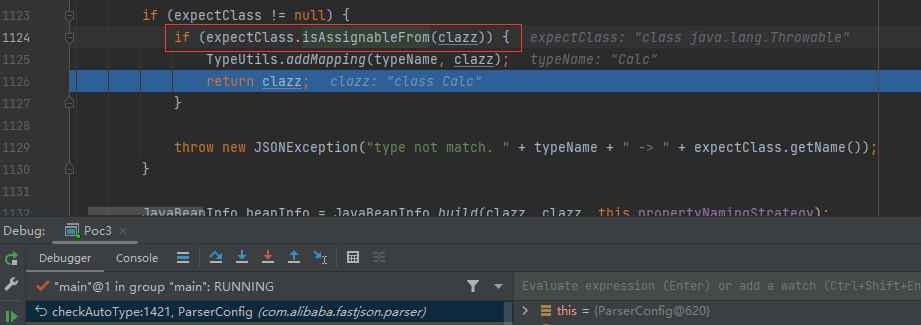 1123 if (expectClass != null) {
1124 if (expectClass.isAssignableFrom(clazz)) { expectClass: "class java.lang.Throwable"
1125 TypeUtils.addMapping(typeName, clazz); typeName: "Calc"
1126 return clazz; clazz: "class Calc"
1127 }
1128
1129 throw new JSONException("type not match. " + typeName + " -> " + expectClass.getName());
1130 }
1131
1132 JavaBeanInfo beanInfo = JavaBeanInfo.build(clazz, clazz, this.propertyNamingStrategy);
Debug: Poc3
Debugger Console
"main"@1 in group "main": RUNNING
Evaluate expression (Enter) or add a watch (Ctrl+Shift+En
checkAutoType:1421, ParserConfig (com.alibaba.fastjson.parser)
this = {ParserConfig@620}